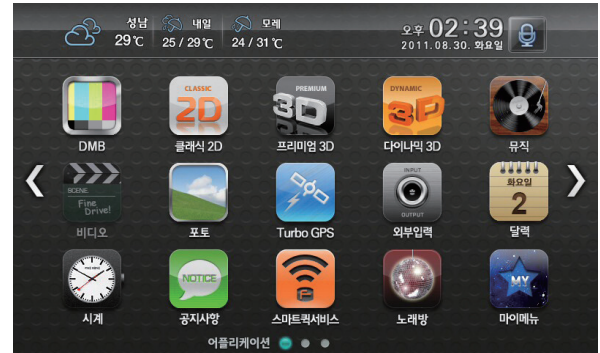 성남 내일 모레
29℃ 25 / 29℃ 24 / 31℃
오후 02:39
2011.08.30. 화요일
CLASSIC 2D PREMIUM 3D DYNAMIC 3D
DMB 클래식 2D 프리미엄 3D 다이나믹 3D 뮤직
SCENE
Fine Drive!
INPUT
OUTPUT
화요일
2
비디오 포토 Turbo GPS 외부입력 달력
NOTICE
MY
시계 공지사항 스마트퀵서비스 노래방 마이메뉴
어플리케이션